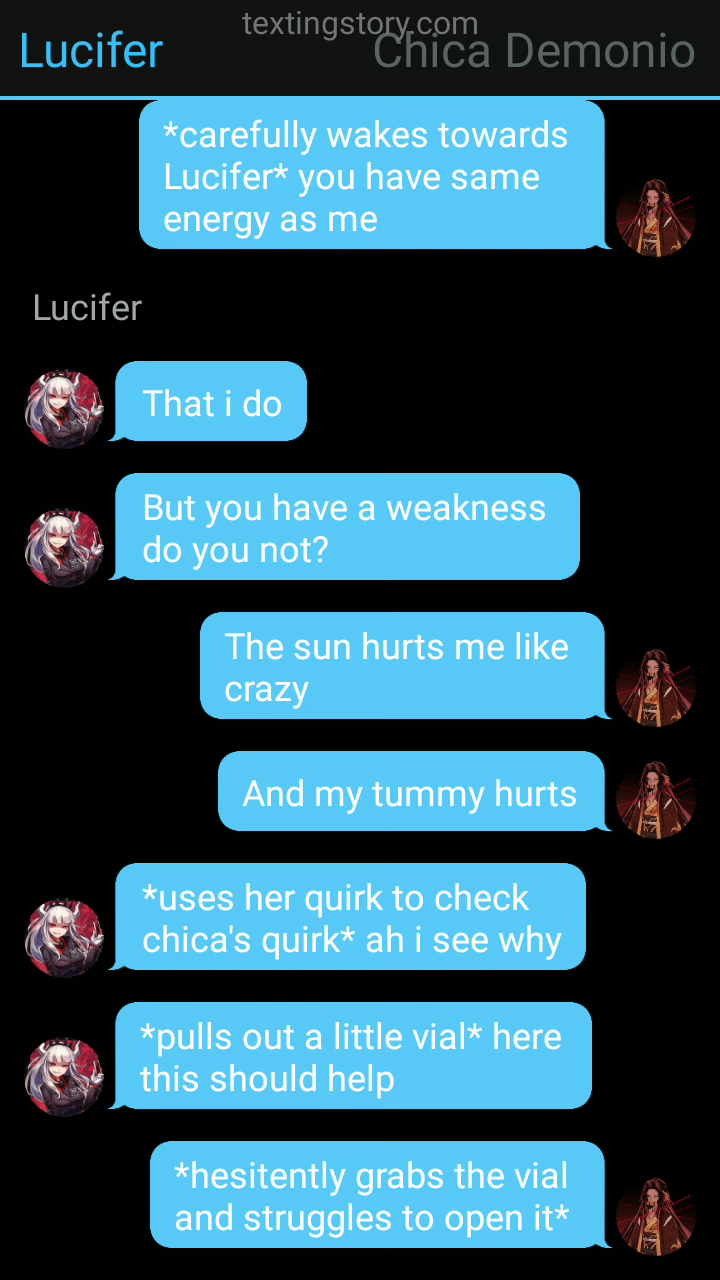 textingstory.com
Lucifer
Chica Demonio
*carefully wakes towards
Lucifer* you have same
energy as me
Lucifer
That i do
But you have a weakness
do you not?
The sun hurts me like
crazy
And my tummy hurts
*uses her quirk to check
chica's quirk* ah i see why
*pulls out a little vial* here
this should help
*hesitently grabs the vial
and struggles to open it*